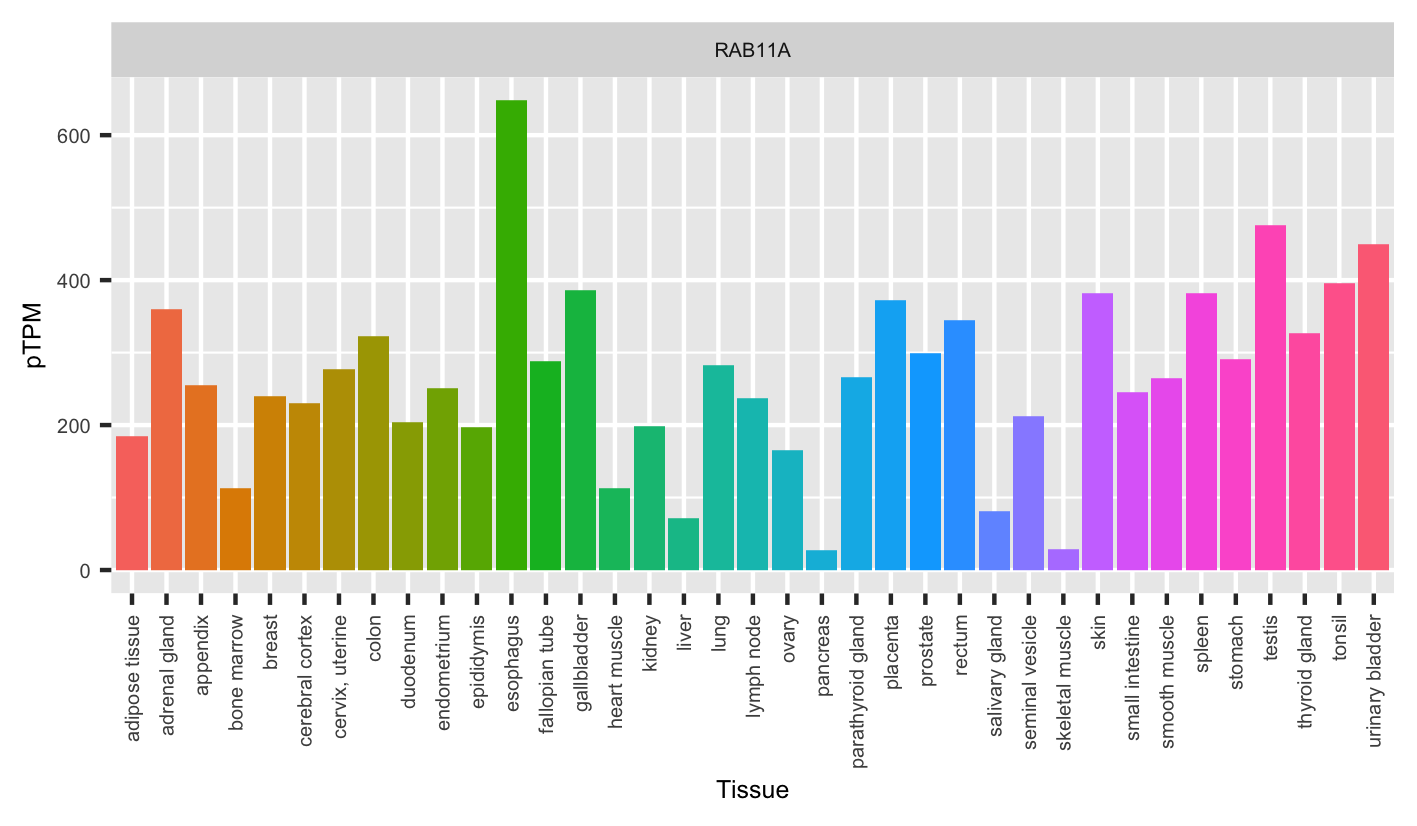 RAB11A
pTPM
600
400
200
0
adipose tissue
adrenal gland
appendix
bone marrow
breast
cerebral cortex
cervix, uterine
colon
duodenum
endometrium
epididymis
esophagus
fallopian tube
gallbladder
heart muscle
kidney
liver
lung
lymph node
ovary
pancreas
parathyroid gland
placenta
prostate
rectum
salivary gland
seminal vesicle
skeletal muscle
skin
small intestine
smooth muscle
spleen
stomach
testis
thyroid gland
tonsil
urinary bladder
Tissue